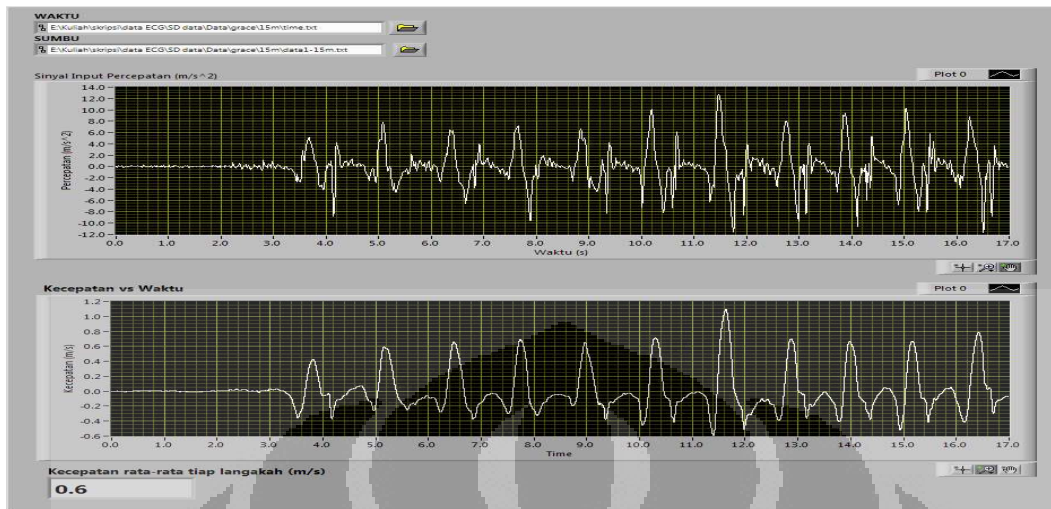 WAKTU
E:\Kuliah\skripsi\data ECG\SD data\Data\grace\15m\time.txt
SUMBU
E:\Kuliah\skripsi\data ECG\SD data\Data\grace\15m\data1-15m.txt
Sinyal Input Percepatan (m/s^2)
Plot 0
Percepatan (m/s^2)
14.0
12.0
10.0
8.0
6.0
4.0
2.0
0.0
-2.0
-4.0
-6.0
-8.0
-10.0
-12.0
0.0 1.0 2.0 3.0 4.0 5.0 6.0 7.0 8.0 9.0 10.0 11.0 12.0 13.0 14.0 15.0 16.0 17.0
Waktu (s)
Kecepatan vs Waktu
Plot 0
Kecepatan (m/s)
1.2
1.0
0.8
0.6
0.4
0.2
0.0
-0.2
-0.4
-0.6
0.0 1.0 2.0 3.0 4.0 5.0 6.0 7.0 8.0 9.0 10.0 11.0 12.0 13.0 14.0 15.0 16.0 17.0
Time
Kecepatan rata-rata tiap langakah (m/s)
0.6